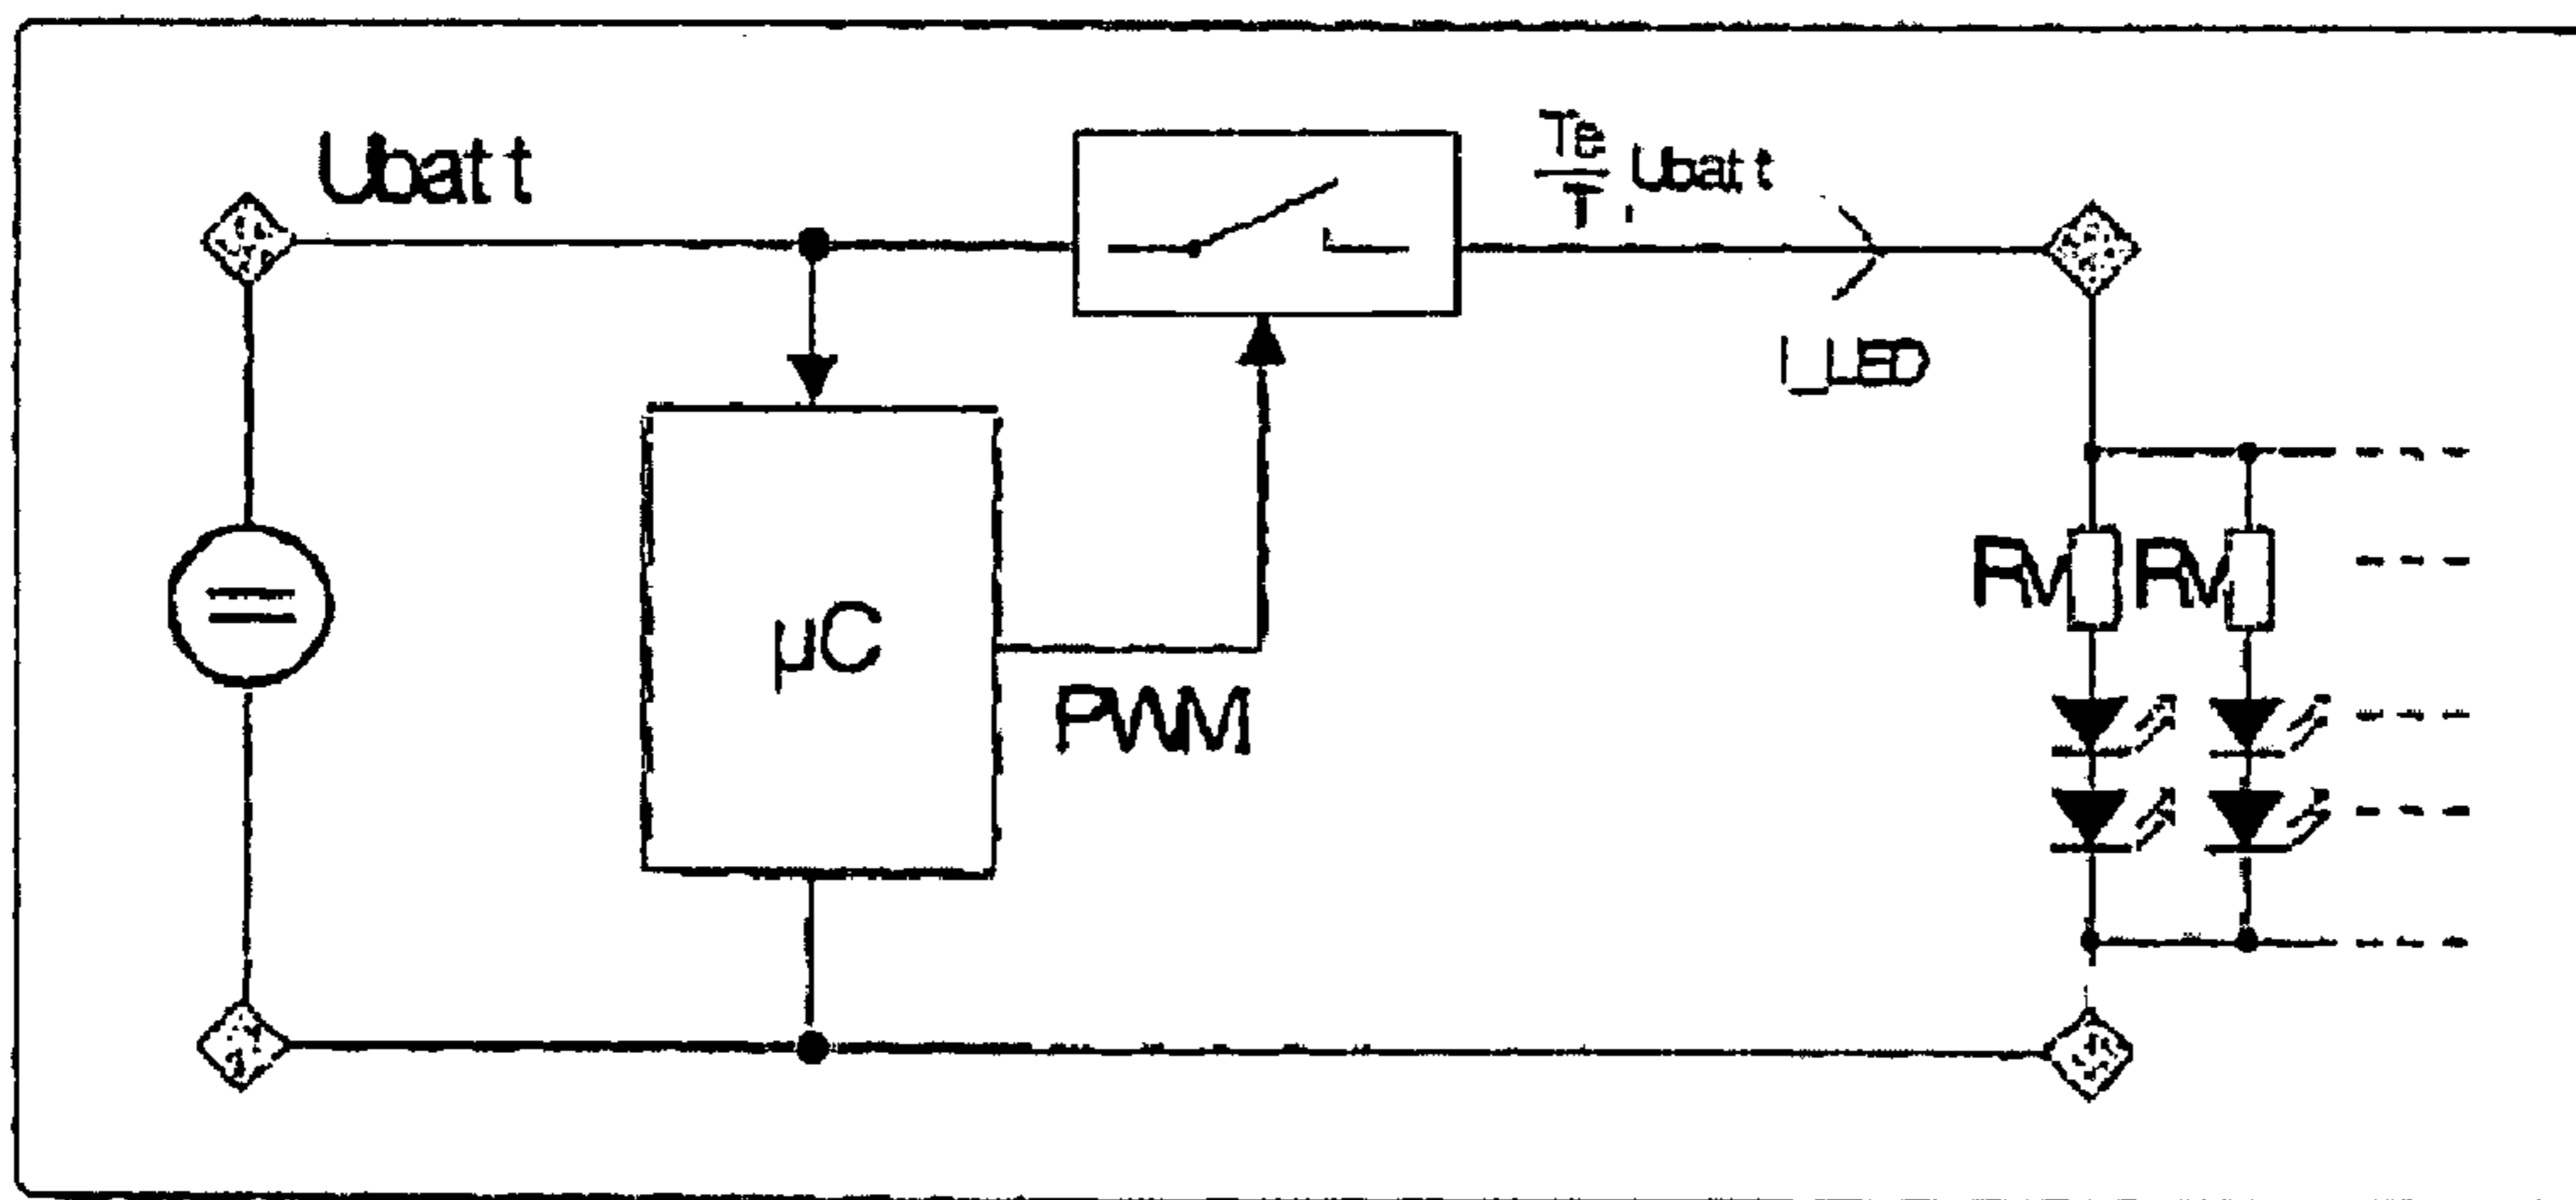 Ubatt
Te
T . Ubatt
I_LED
µC
PWM
RV RV